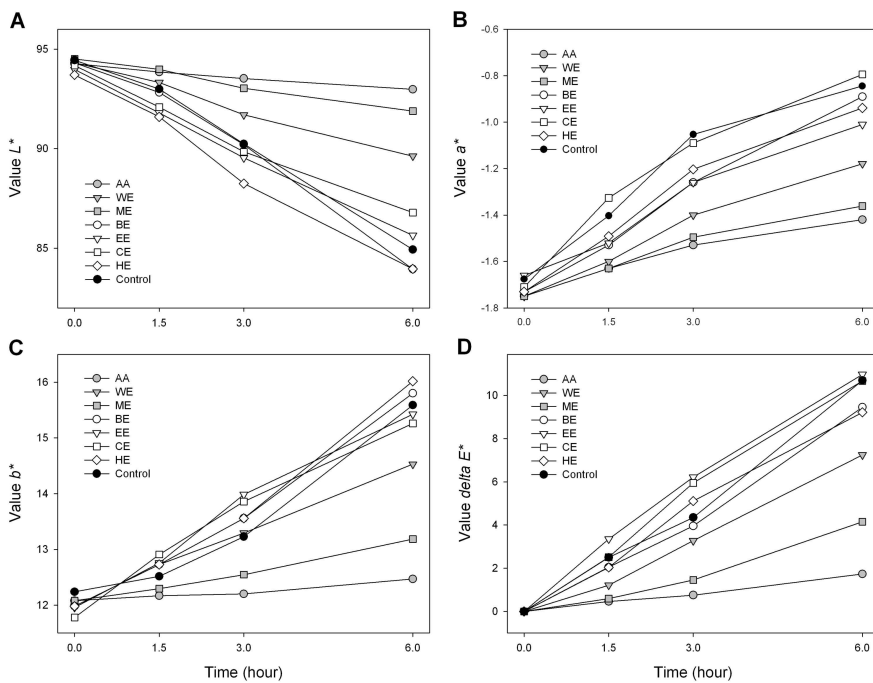 A
Value L*
95
90
85
AA
WE
ME
BE
EE
CE
HE
Control
0.0 1.5 3.0 6.0
B
Value a*
-0.4
-0.6
-0.8
-1.0
-1.2
-1.4
-1.6
-1.8
AA
WE
ME
BE
EE
CE
HE
Control
0.0 1.5 3.0 6.0
C
Value b*
16
15
14
13
12
AA
WE
ME
BE
EE
CE
HE
Control
0.0 1.5 3.0 6.0
Time (hour)
D
Value delta E*
10
8
6
4
2
0
AA
WE
ME
BE
EE
CE
HE
Control
0.0 1.5 3.0 6.0
Time (hour)